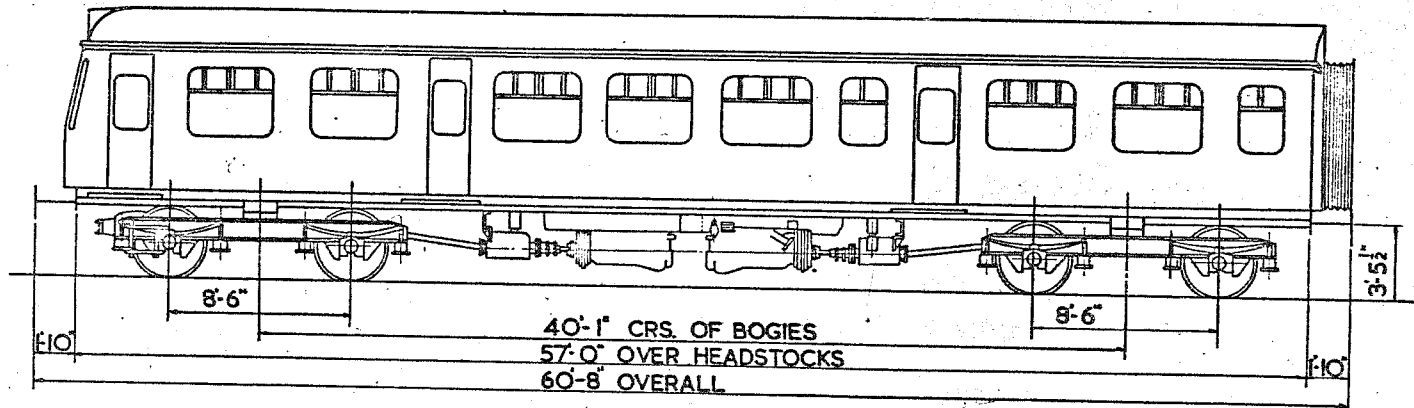 3'-5½"
8'-6"
8'-6"
40'-1" CRS. OF BOGIES
1'-10"
57'-0" OVER HEADSTOCKS
1'-10"
60'-8" OVERALL